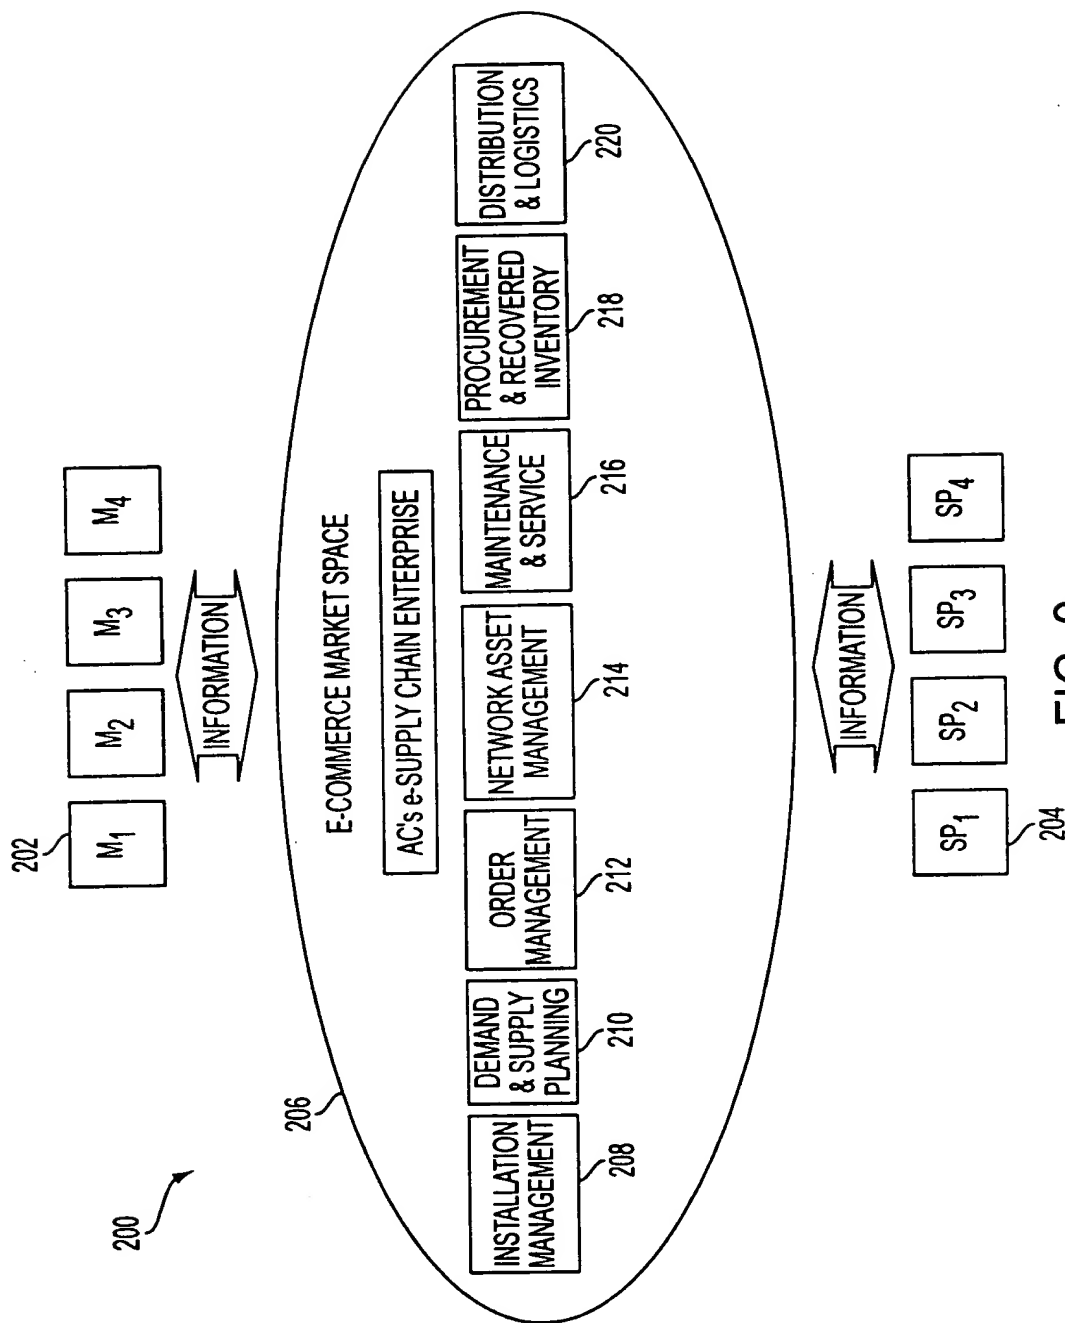 200
202
M1
M2
M3
M4
INFORMATION
206
E-COMMERCE MARKET SPACE
AC's e-SUPPLY CHAIN ENTERPRISE
INSTALLATION
MANAGEMENT
208
DEMAND
& SUPPLY
PLANNING
210
ORDER
MANAGEMENT
212
NETWORK ASSET
MANAGEMENT
214
MAINTENANCE
& SERVICE
216
PROCUREMENT
& RECOVERED
INVENTORY
218
DISTRIBUTION
& LOGISTICS
220
INFORMATION
SP1
SP2
SP3
SP4
204
FIG.